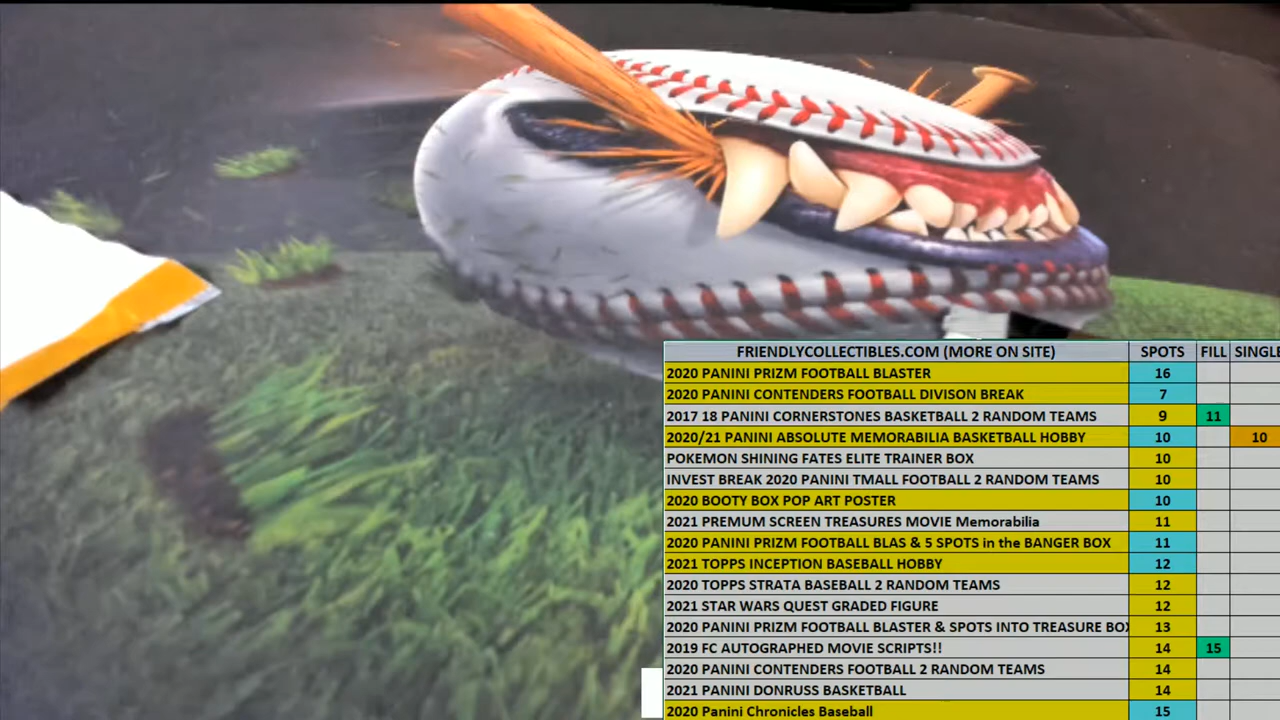 FRIENDLYCOLLECTIBLES.COM (MORE ON SITE) SPOTS FILL SINGLE
2020 PANINI PRIZM FOOTBALL BLASTER 16
2020 PANINI CONTENDERS FOOTBALL DIVISON BREAK 7
2017 18 PANINI CORNERSTONES BASKETBALL 2 RANDOM TEAMS 9 11
2020/21 PANINI ABSOLUTE MEMORABILIA BASKETBALL HOBBY 10 10
POKEMON SHINING FATES ELITE TRAINER BOX 10
INVEST BREAK 2020 PANINI TMALL FOOTBALL 2 RANDOM TEAMS 10
2020 BOOTY BOX POP ART POSTER 10
2021 PREMUM SCREEN TREASURES MOVIE Memorabilia 11
2020 PANINI PRIZM FOOTBALL BLAS & 5 SPOTS in the BANGER BOX 11
2021 TOPPS INCEPTION BASEBALL HOBBY 12
2020 TOPPS STRATA BASEBALL 2 RANDOM TEAMS 12
2021 STAR WARS QUEST GRADED FIGURE 12
2020 PANINI PRIZM FOOTBALL BLASTER & SPOTS INTO TREASURE BOX 13
2019 FC AUTOGRAPHED MOVIE SCRIPTS!! 14 15
2020 PANINI CONTENDERS FOOTBALL 2 RANDOM TEAMS 14
2021 PANINI DONRUSS BASKETBALL 14
2020 Panini Chronicles Baseball 15